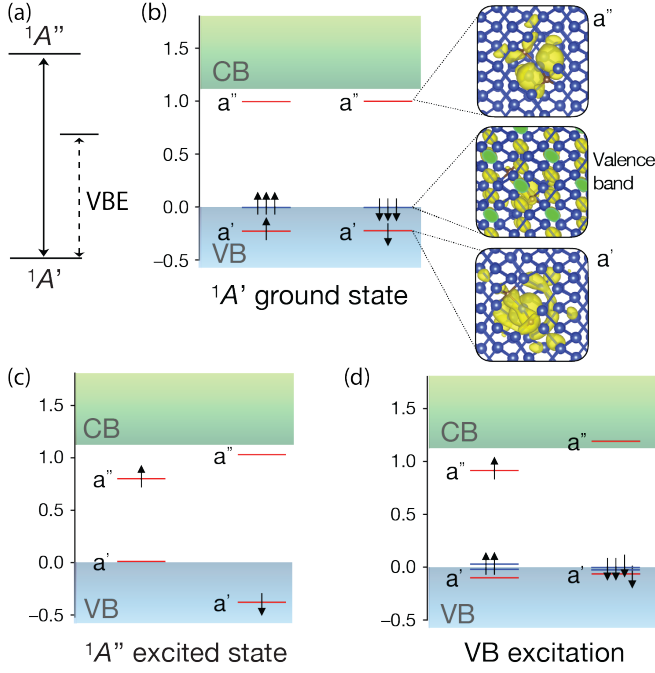 (a)
¹A”
VBE
¹A’
(b)
1.5
1.0
0.5
0.0
−0.5
CB
a” a”
a’ a’
VB
¹A’ ground state
a”
Valence
band
a’
(c)
1.5
1.0
0.5
0.0
−0.5
CB
a” a”
a’ a’
VB
¹A” excited state
(d)
1.5
1.0
0.5
0.0
−0.5
CB
a” a”
a’ a’
VB
VB excitation